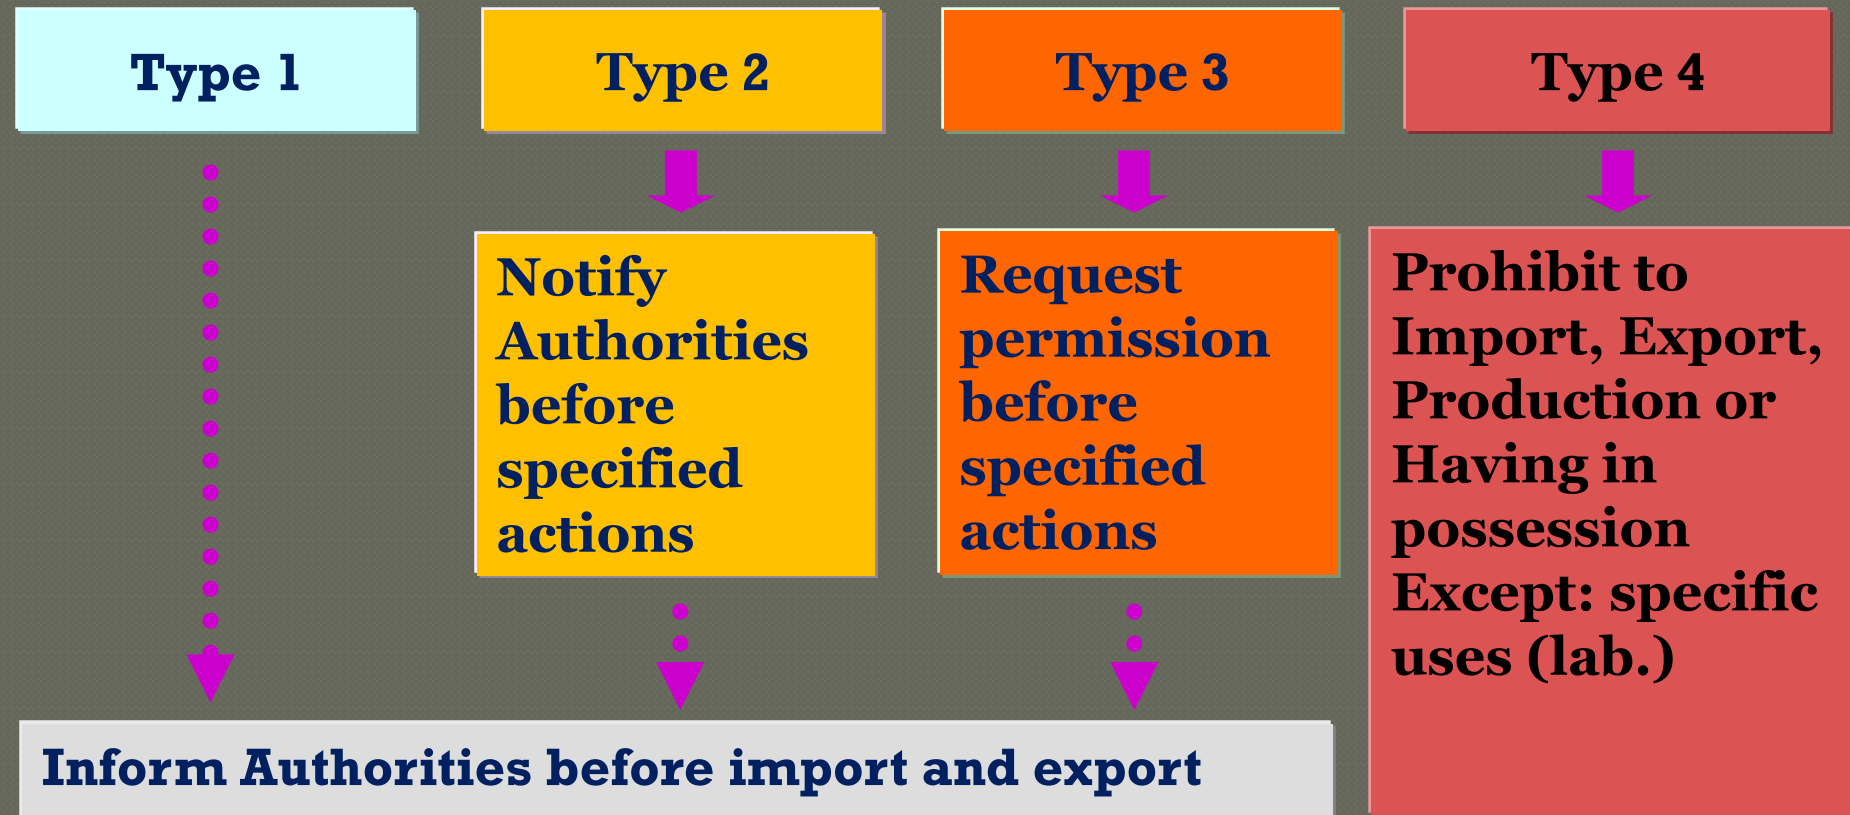 Type 1
Type 2
Type 3
Type 4
Notify
Authorities
before
specified
actions
Request
permission
before
specified
actions
Prohibit to
Import, Export,
Production or
Having in
possession
Except: specific
uses (lab.)
Inform Authorities before import and export